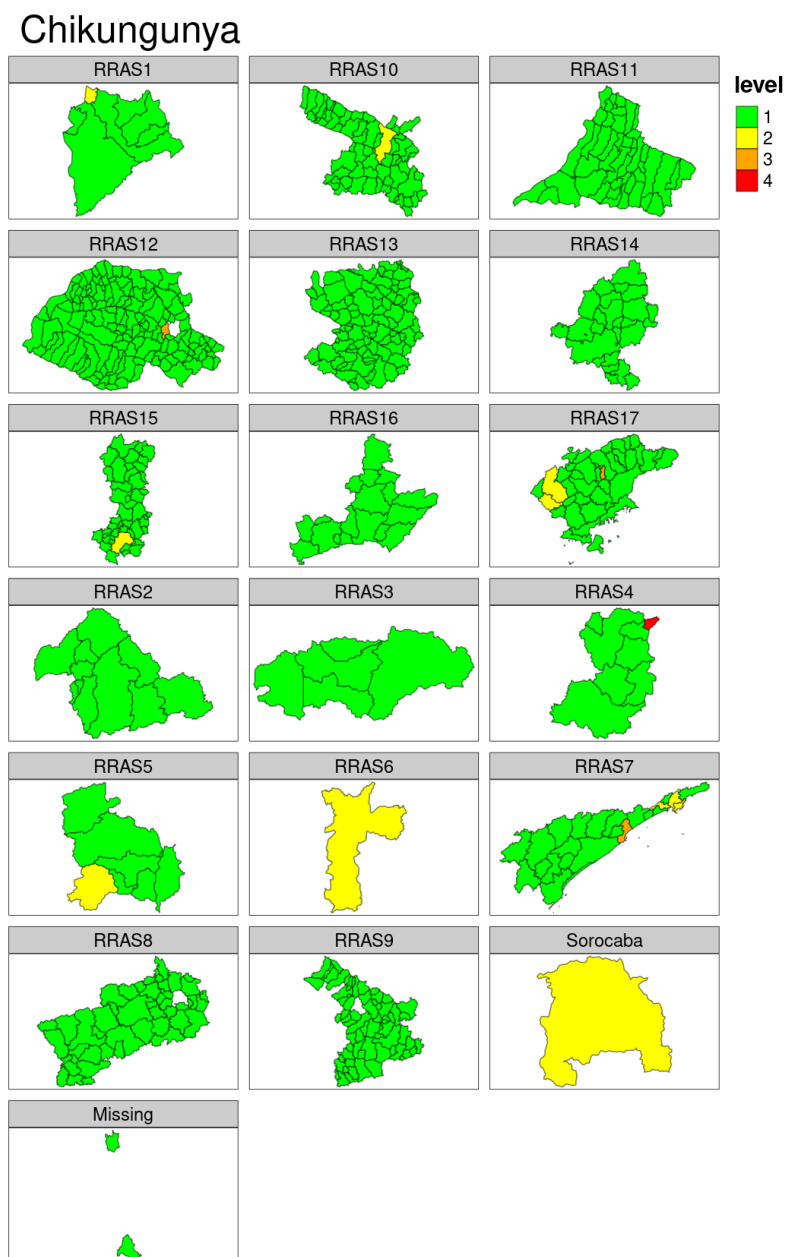 Chikungunya
RRAS1
RRAS10
RRAS11
level
1
2
3
4
RRAS12
RRAS13
RRAS14
RRAS15
RRAS16
RRAS17
RRAS2
RRAS3
RRAS4
RRAS5
RRAS6
RRAS7
RRAS8
RRAS9
Sorocaba
Missing